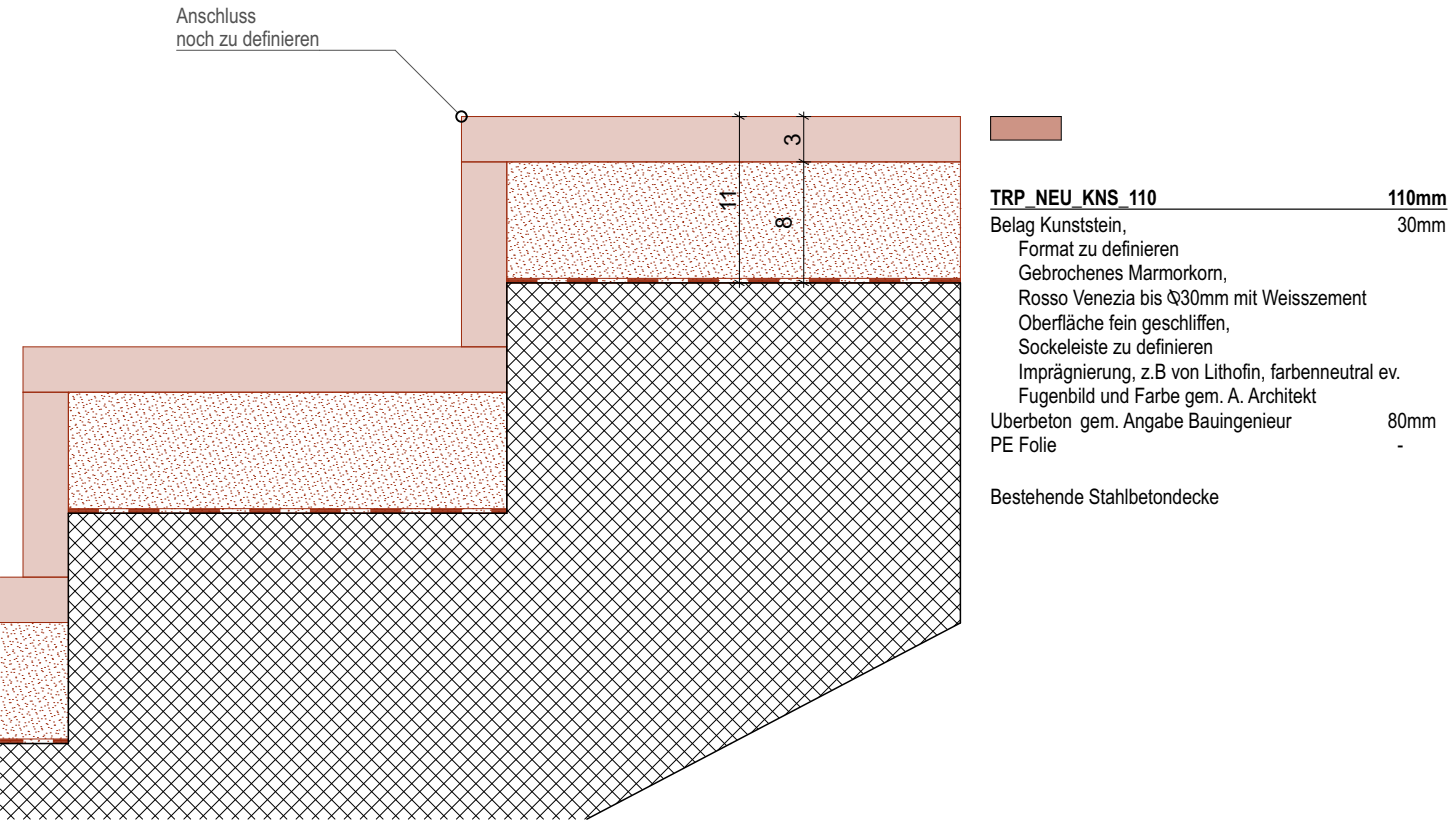 Anschluss
noch zu definieren
3
11
8
TRP_NEU_KNS_110 110mm
Belag Kunststein, 30mm
Format zu definieren
Gebrochenes Marmorkorn,
Rosso Venezia bis Ø30mm mit Weisszement
Oberfläche fein geschliffen,
Sockeleiste zu definieren
Imprägnierung, z.B von Lithofin, farbenneutral ev.
Fugenbild und Farbe gem. A. Architekt
Uberbeton gem. Angabe Bauingenieur 80mm
PE Folie -
Bestehende Stahlbetondecke